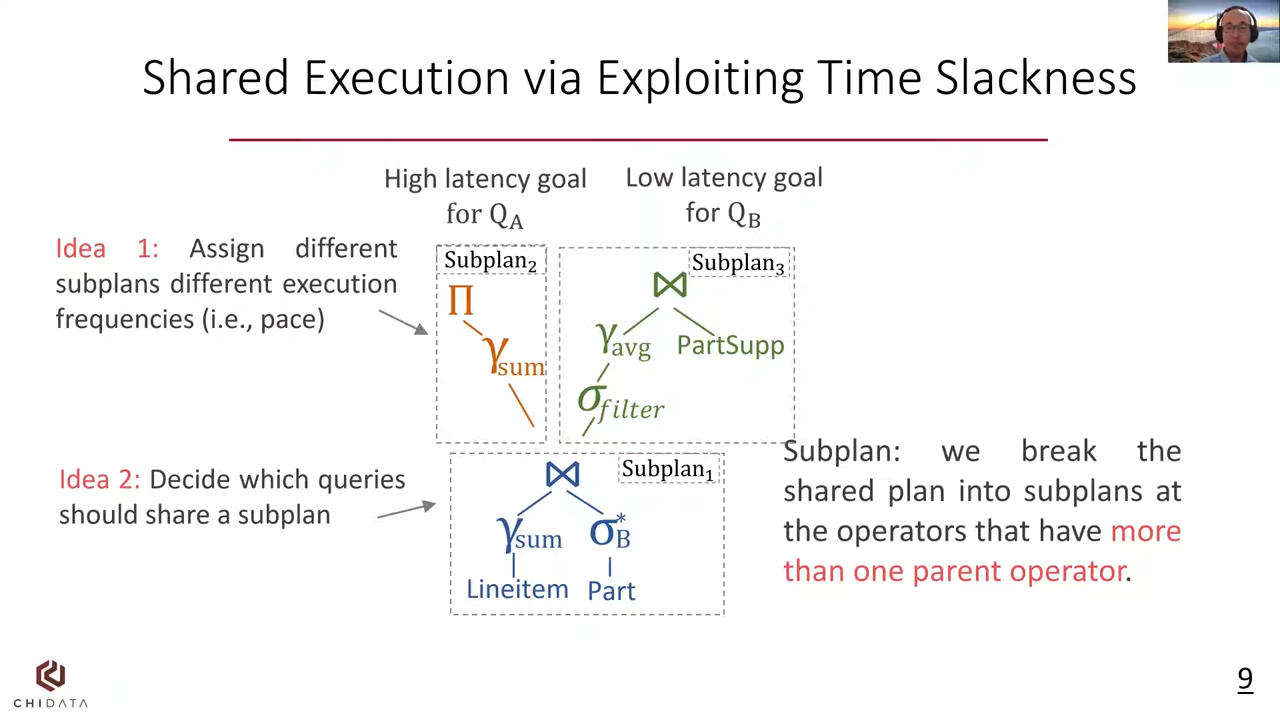 Shared Execution via Exploiting Time Slackness
High latency goal
for Q_A
Low latency goal
for Q_B
Idea 1: Assign different
subplans different execution
frequencies (i.e., pace)
Subplan₂
Π
γ_sum
Subplan₃
⋈
γ_avg PartSupp
σ_filter
Idea 2: Decide which queries
should share a subplan
Subplan₁
⋈
γ_sum σ*_B
Lineitem Part
Subplan: we break the
shared plan into subplans at
the operators that have more
than one parent operator.
CHIDATA
9